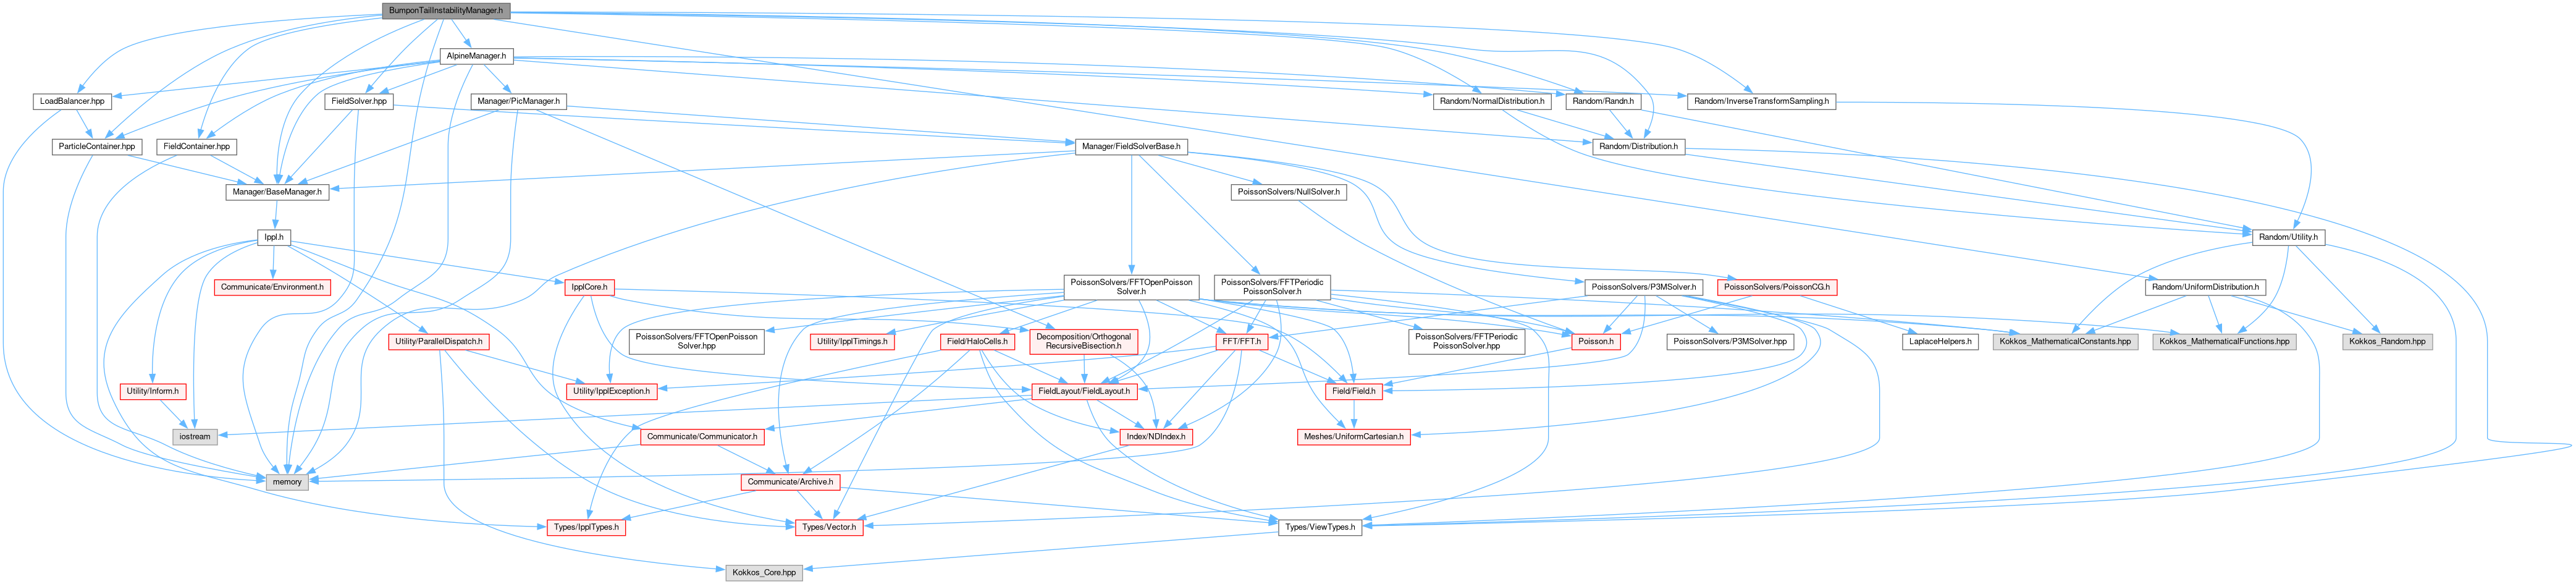 BumponTailInstabilityManager.h
AlpineManager.h
LoadBalancer.hpp
FieldSolver.hpp
Manager/PicManager.h
Random/NormalDistribution.h
Random/Randn.h
Random/InverseTransformSampling.h
ParticleContainer.hpp
FieldContainer.hpp
Manager/FieldSolverBase.h
Random/Distribution.h
Manager/BaseManager.h
PoissonSolvers/NullSolver.h
Ippl.h
Random/Utility.h
Communicate/Environment.h
IpplCore.h
PoissonSolvers/FFTOpenPoisson
Solver.h
PoissonSolvers/FFTPeriodic
PoissonSolver.h
PoissonSolvers/P3MSolver.h
PoissonSolvers/PoissonCG.h
Random/UniformDistribution.h
Utility/ParallelDispatch.h
PoissonSolvers/FFTOpenPoisson
Solver.hpp
Utility/IpplTimings.h
Field/HaloCells.h
Decomposition/Orthogonal
RecursiveBisection.h
FFT/FFT.h
PoissonSolvers/FFTPeriodic
PoissonSolver.hpp
Poisson.h
PoissonSolvers/P3MSolver.hpp
LaplaceHelpers.h
Kokkos_MathematicalConstants.hpp
Kokkos_MathematicalFunctions.hpp
Kokkos_Random.hpp
Utility/Inform.h
Utility/IpplException.h
FieldLayout/FieldLayout.h
Field/Field.h
iostream
Communicate/Communicator.h
Index/NDIndex.h
Meshes/UniformCartesian.h
memory
Communicate/Archive.h
Types/IpplTypes.h
Types/Vector.h
Types/ViewTypes.h
Kokkos_Core.hpp